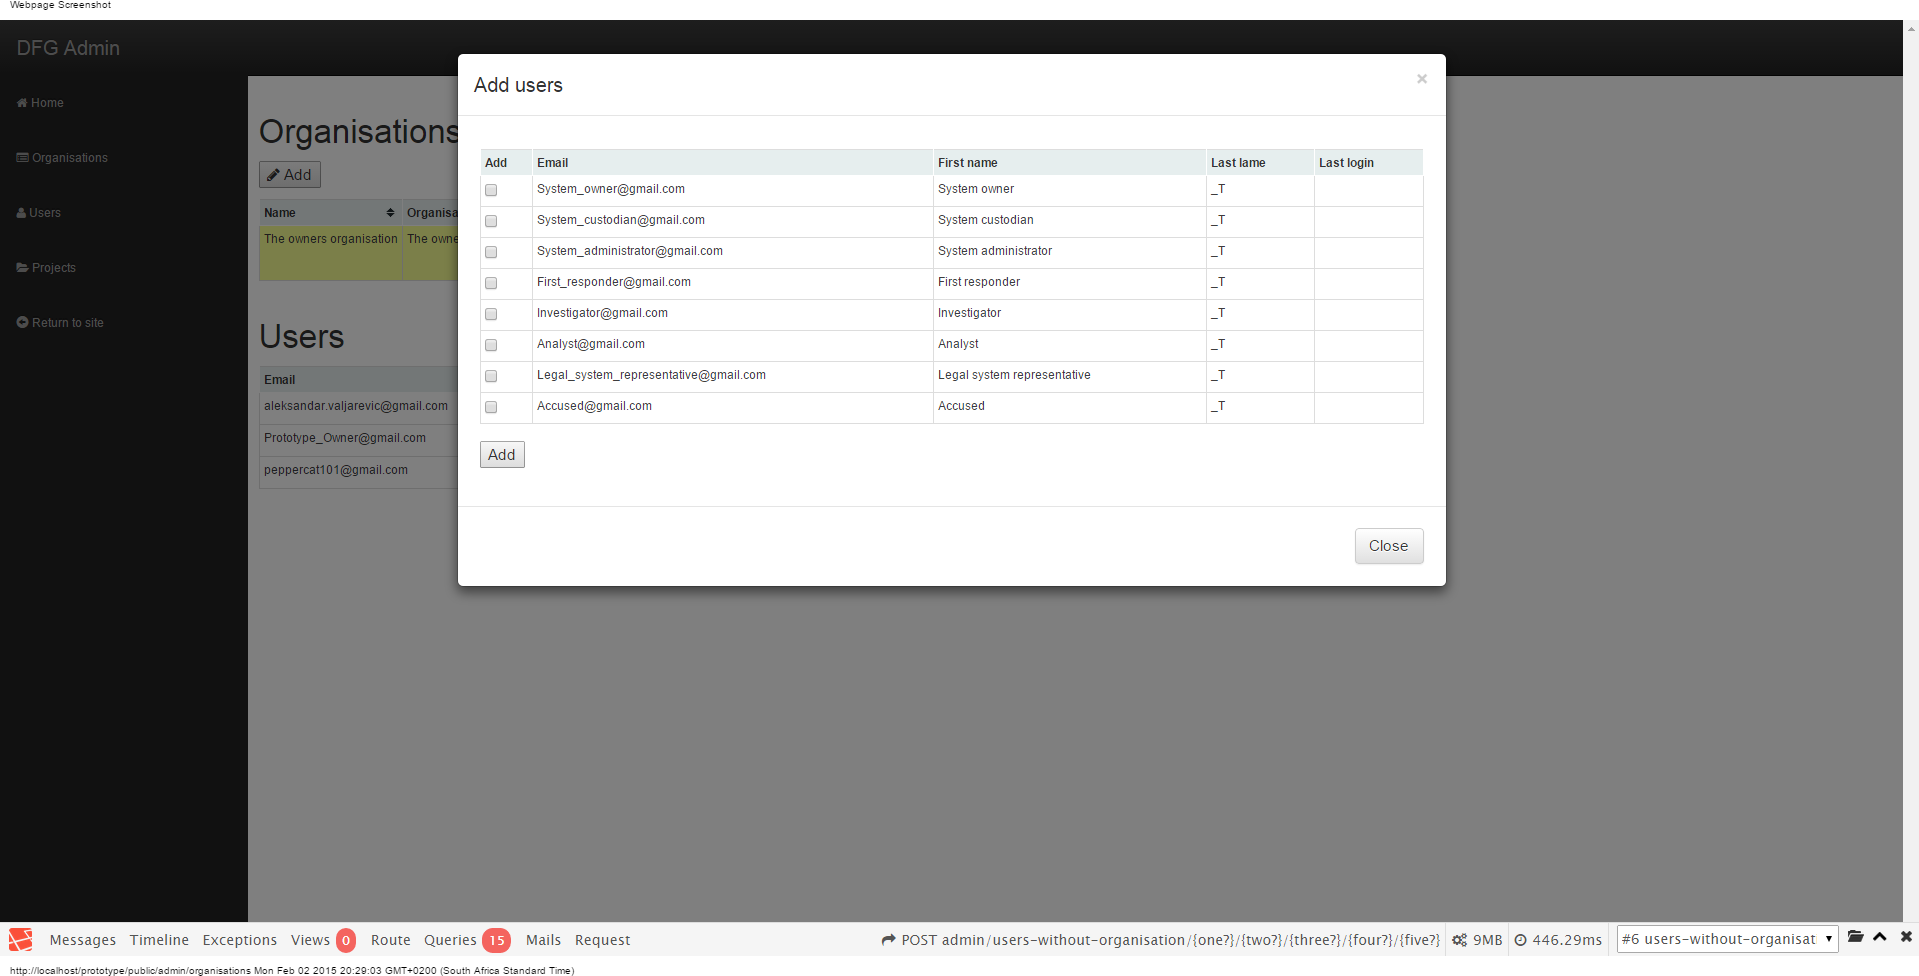 Webpage Screenshot
DFG Admin
Home
Organisations
Users
Projects
Return to site
Organisations
Add
Name Organisa
The owners organisation The owne
Users
Email
aleksandar.valjarevic@gmail.com
Prototype_Owner@gmail.com
peppercat101@gmail.com
Add users ×
Add Email First name Last lame Last login
System_owner@gmail.com System owner _T
System_custodian@gmail.com System custodian _T
System_administrator@gmail.com System administrator _T
First_responder@gmail.com First responder _T
Investigator@gmail.com Investigator _T
Analyst@gmail.com Analyst _T
Legal_system_representative@gmail.com Legal system representative _T
Accused@gmail.com Accused _T
Add
Close
Messages Timeline Exceptions Views 0 Route Queries 15 Mails Request POST admin/users-without-organisation/{one?}/{two?}/{three?}/{four?}/{five?} 9MB 446.29ms #6 users-without-organisati
http://localhost/prototype/public/admin/organisations Mon Feb 02 2015 20:29:03 GMT+0200 (South Africa Standard Time)